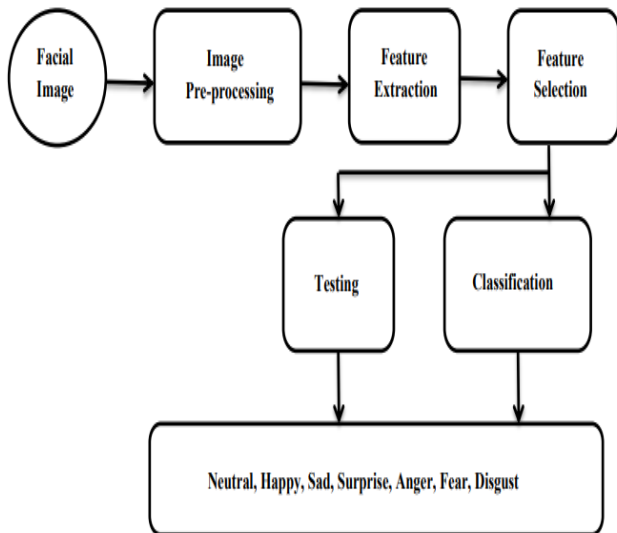 Facial
Image
Image
Pre-processing
Feature
Extraction
Feature
Selection
Testing
Classification
Neutral, Happy, Sad, Surprise, Anger, Fear, Disgust